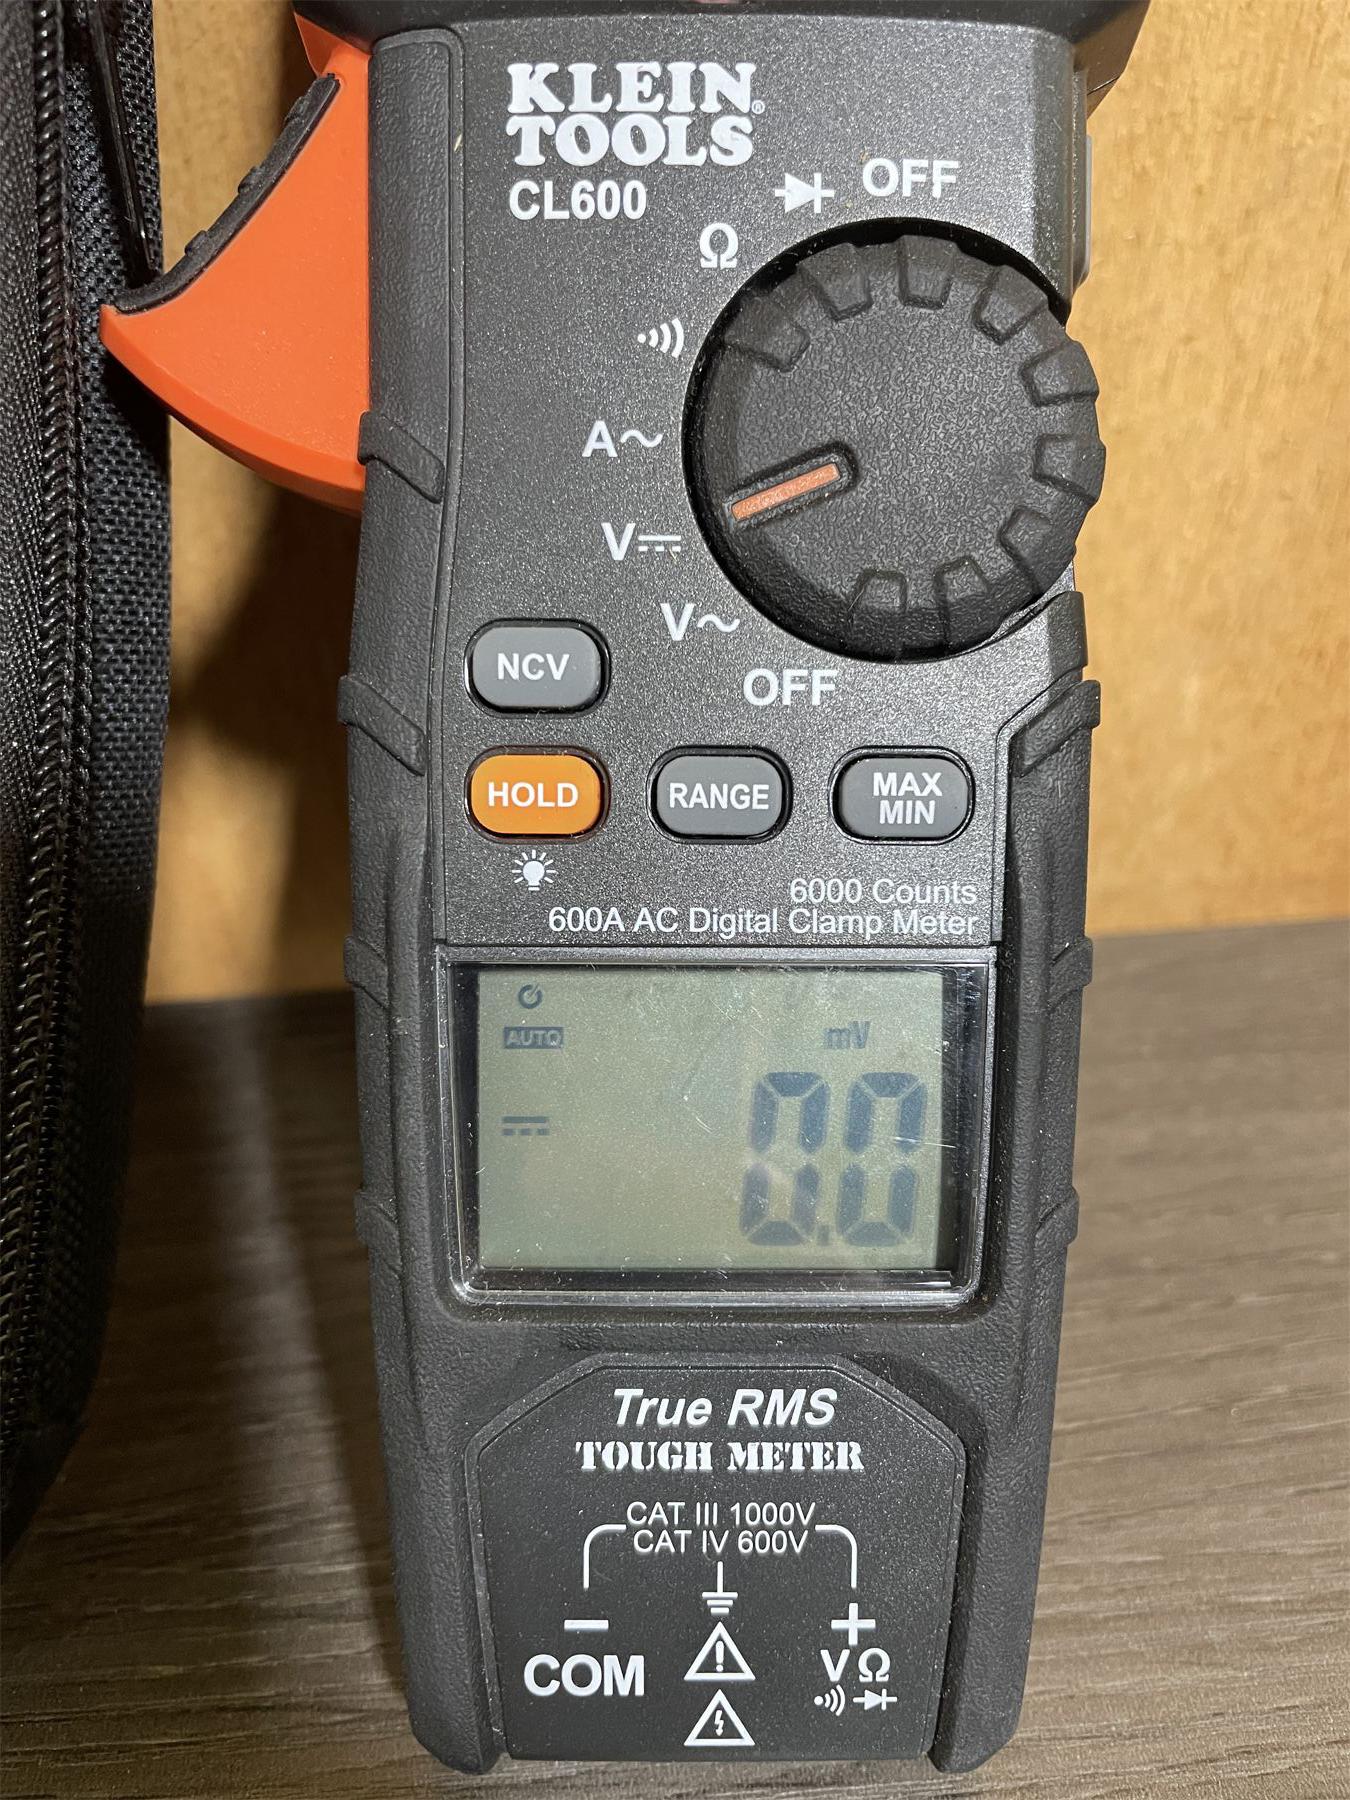 KLEIN
TOOLS®
CL600
OFF
Ω
A~
V⎓
V~
OFF
NCV
HOLD
RANGE
MAX
MIN
6000 Counts
600A AC Digital Clamp Meter
AUTO
mV
0.0
True RMS
TOUGH METER
CAT III 1000V
CAT IV 600V
− +
COM
V Ω